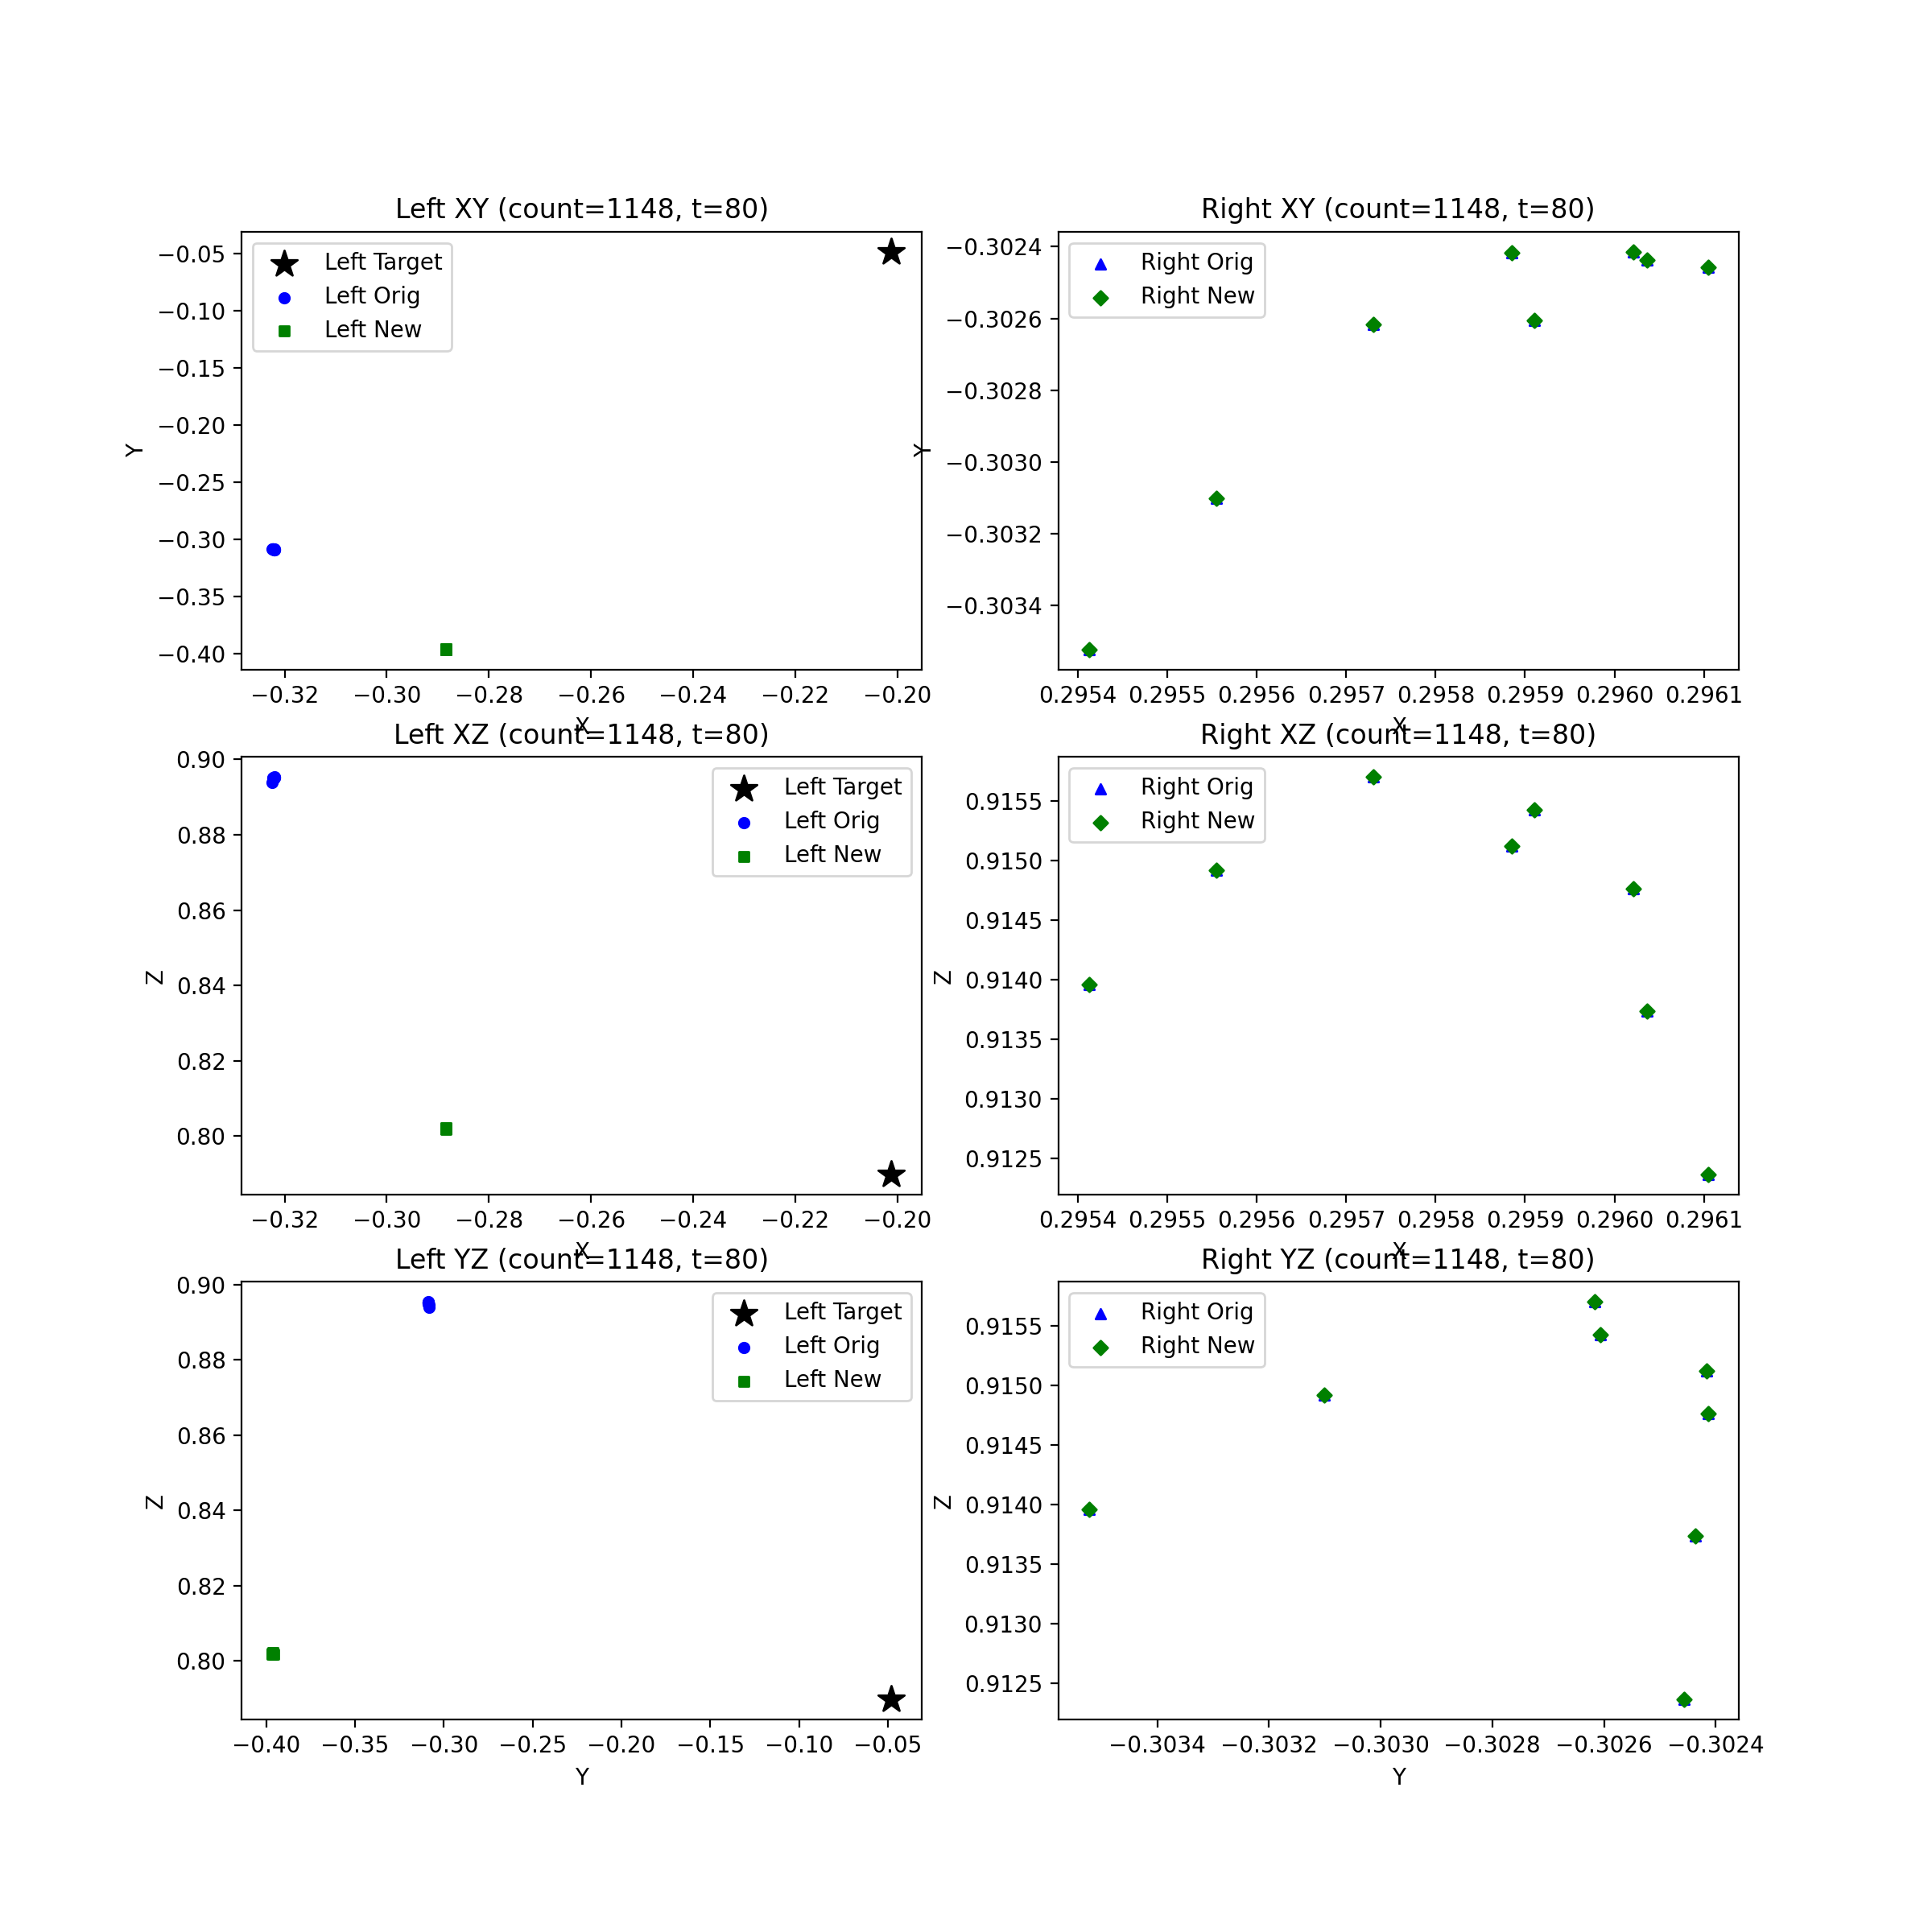 Left XY (count=1148, t=80)
Left Target
Left Orig
Left New
−0.05
−0.10
−0.15
−0.20
−0.25
−0.30
−0.35
−0.40
Y
−0.32 −0.30 −0.28 −0.26 −0.24 −0.22 −0.20
X
Right XY (count=1148, t=80)
Right Orig
Right New
−0.3024
−0.3026
−0.3028
−0.3030
−0.3032
−0.3034
Y
0.2954 0.2955 0.2956 0.2957 0.2958 0.2959 0.2960 0.2961
X
Left XZ (count=1148, t=80)
Left Target
Left Orig
Left New
0.90
0.88
0.86
0.84
0.82
0.80
Z
−0.32 −0.30 −0.28 −0.26 −0.24 −0.22 −0.20
X
Right XZ (count=1148, t=80)
Right Orig
Right New
0.9155
0.9150
0.9145
0.9140
0.9135
0.9130
0.9125
Z
0.2954 0.2955 0.2956 0.2957 0.2958 0.2959 0.2960 0.2961
X
Left YZ (count=1148, t=80)
Left Target
Left Orig
Left New
0.90
0.88
0.86
0.84
0.82
0.80
Z
−0.40 −0.35 −0.30 −0.25 −0.20 −0.15 −0.10 −0.05
Y
Right YZ (count=1148, t=80)
Right Orig
Right New
0.9155
0.9150
0.9145
0.9140
0.9135
0.9130
0.9125
Z
−0.3034 −0.3032 −0.3030 −0.3028 −0.3026 −0.3024
Y